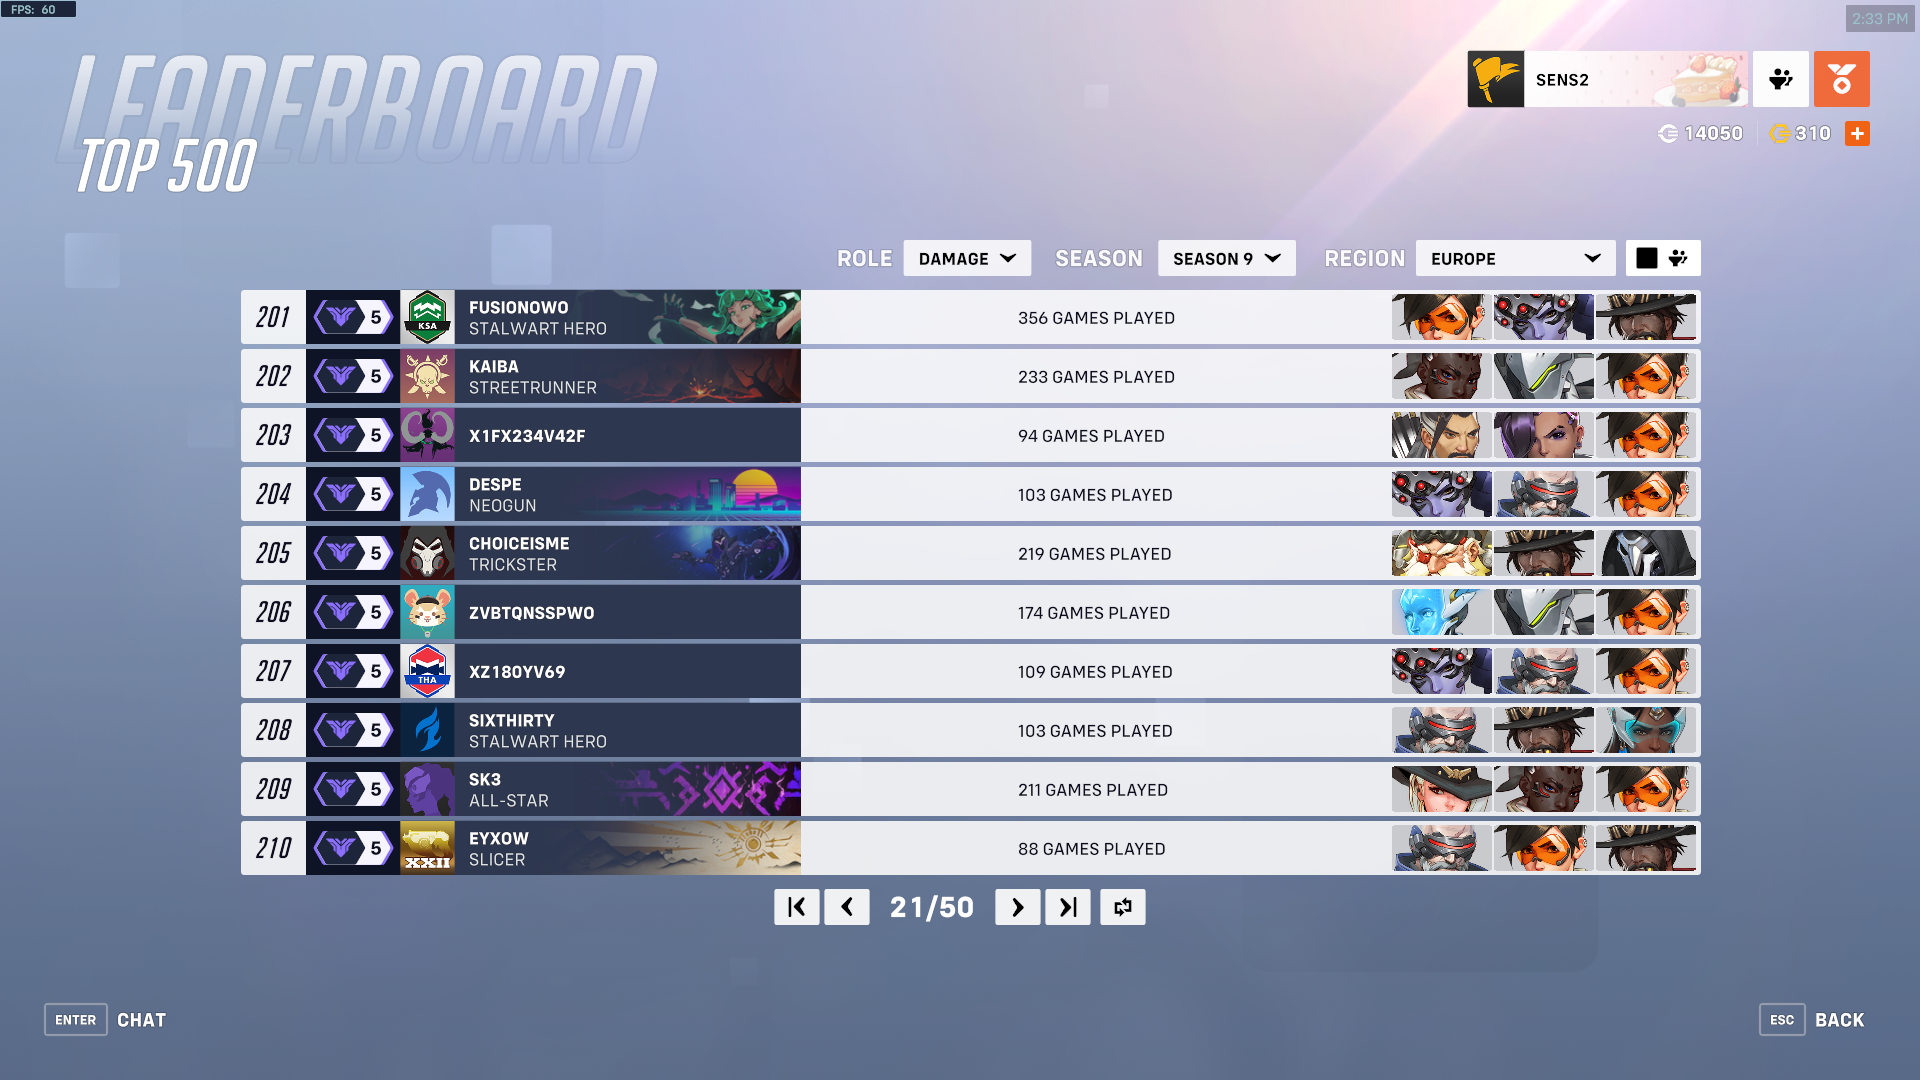 FPS: 60
2:33 PM
LEADERBOARD
TOP 500
SENS2
14050
310
ROLE DAMAGE SEASON SEASON 9 REGION EUROPE
201 5 KSA FUSIONOWO STALWART HERO 356 GAMES PLAYED
202 5 KAIBA STREETRUNNER 233 GAMES PLAYED
203 5 X1FX234V42F 94 GAMES PLAYED
204 5 DESPE NEOGUN 103 GAMES PLAYED
205 5 CHOICEISME TRICKSTER 219 GAMES PLAYED
206 5 ZVBTQNSSPWO 174 GAMES PLAYED
207 5 THA XZ180YV69 109 GAMES PLAYED
208 5 SIXTHIRTY STALWART HERO 103 GAMES PLAYED
209 5 SK3 ALL-STAR 211 GAMES PLAYED
210 5 XXII EYXOW SLICER 88 GAMES PLAYED
21/50
ENTER CHAT
ESC BACK